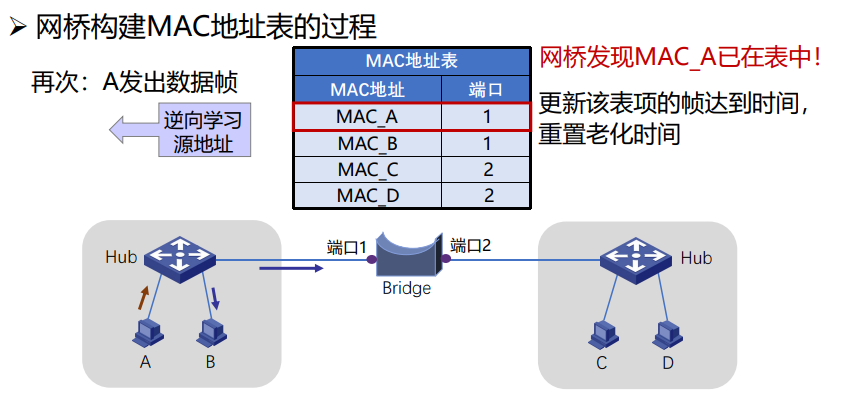 ➢ 网桥构建MAC地址表的过程
再次：A发出数据帧
逆向学习
源地址
MAC地址表
MAC地址 端口
MAC_A 1
MAC_B 1
MAC_C 2
MAC_D 2
网桥发现MAC_A已在表中！
更新该表项的帧达到时间，
重置老化时间
Hub
端口1
端口2
Bridge
Hub
A
B
C
D